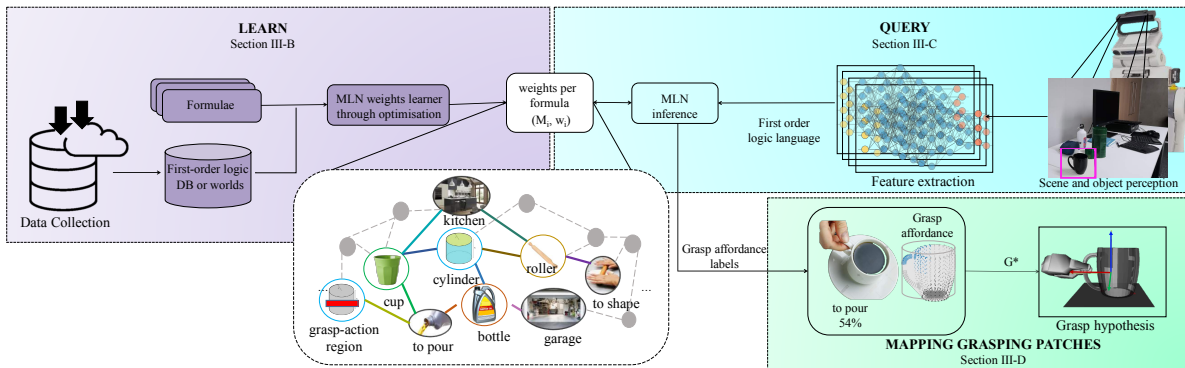 LEARN
Section III-B
Formulae
MLN weights learner
through optimisation
First-order logic
DB or worlds
Data Collection
weights per
formula
(Mᵢ, wᵢ)
QUERY
Section III-C
MLN
inference
First order
logic language
Feature extraction
Scene and object perception
kitchen
cup
cylinder
roller
to shape
grasp-action
region
to pour
bottle
garage
...
...
Grasp affordance
labels
Grasp
affordance
to pour
54%
G*
Grasp hypothesis
MAPPING GRASPING PATCHES
Section III-D